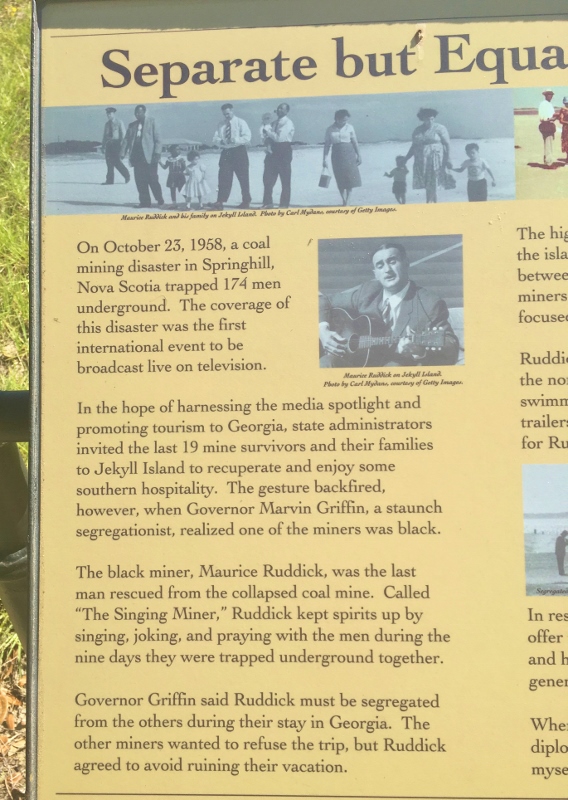 Separate but Equa
Maurice Ruddick and his family on Jekyll Island. Photo by Carl Mydans, courtesy of Getty Images.
On October 23, 1958, a coal
mining disaster in Springhill,
Nova Scotia trapped 174 men
underground. The coverage of
this disaster was the first
international event to be
broadcast live on television.
Maurice Ruddick on Jekyll Island.
Photo by Carl Mydans, courtesy of Getty Images.
In the hope of harnessing the media spotlight and
promoting tourism to Georgia, state administrators
invited the last 19 mine survivors and their families
to Jekyll Island to recuperate and enjoy some
southern hospitality. The gesture backfired,
however, when Governor Marvin Griffin, a staunch
segregationist, realized one of the miners was black.
The black miner, Maurice Ruddick, was the last
man rescued from the collapsed coal mine. Called
“The Singing Miner,” Ruddick kept spirits up by
singing, joking, and praying with the men during the
nine days they were trapped underground together.
Governor Griffin said Ruddick must be segregated
from the others during their stay in Georgia. The
other miners wanted to refuse the trip, but Ruddick
agreed to avoid ruining their vacation.
The hig
the isla
between
miners
focused
Ruddic
the nor
swimm
trailers
for Ru
Segregated
In res
offer
and h
gener
When
diplo
myse